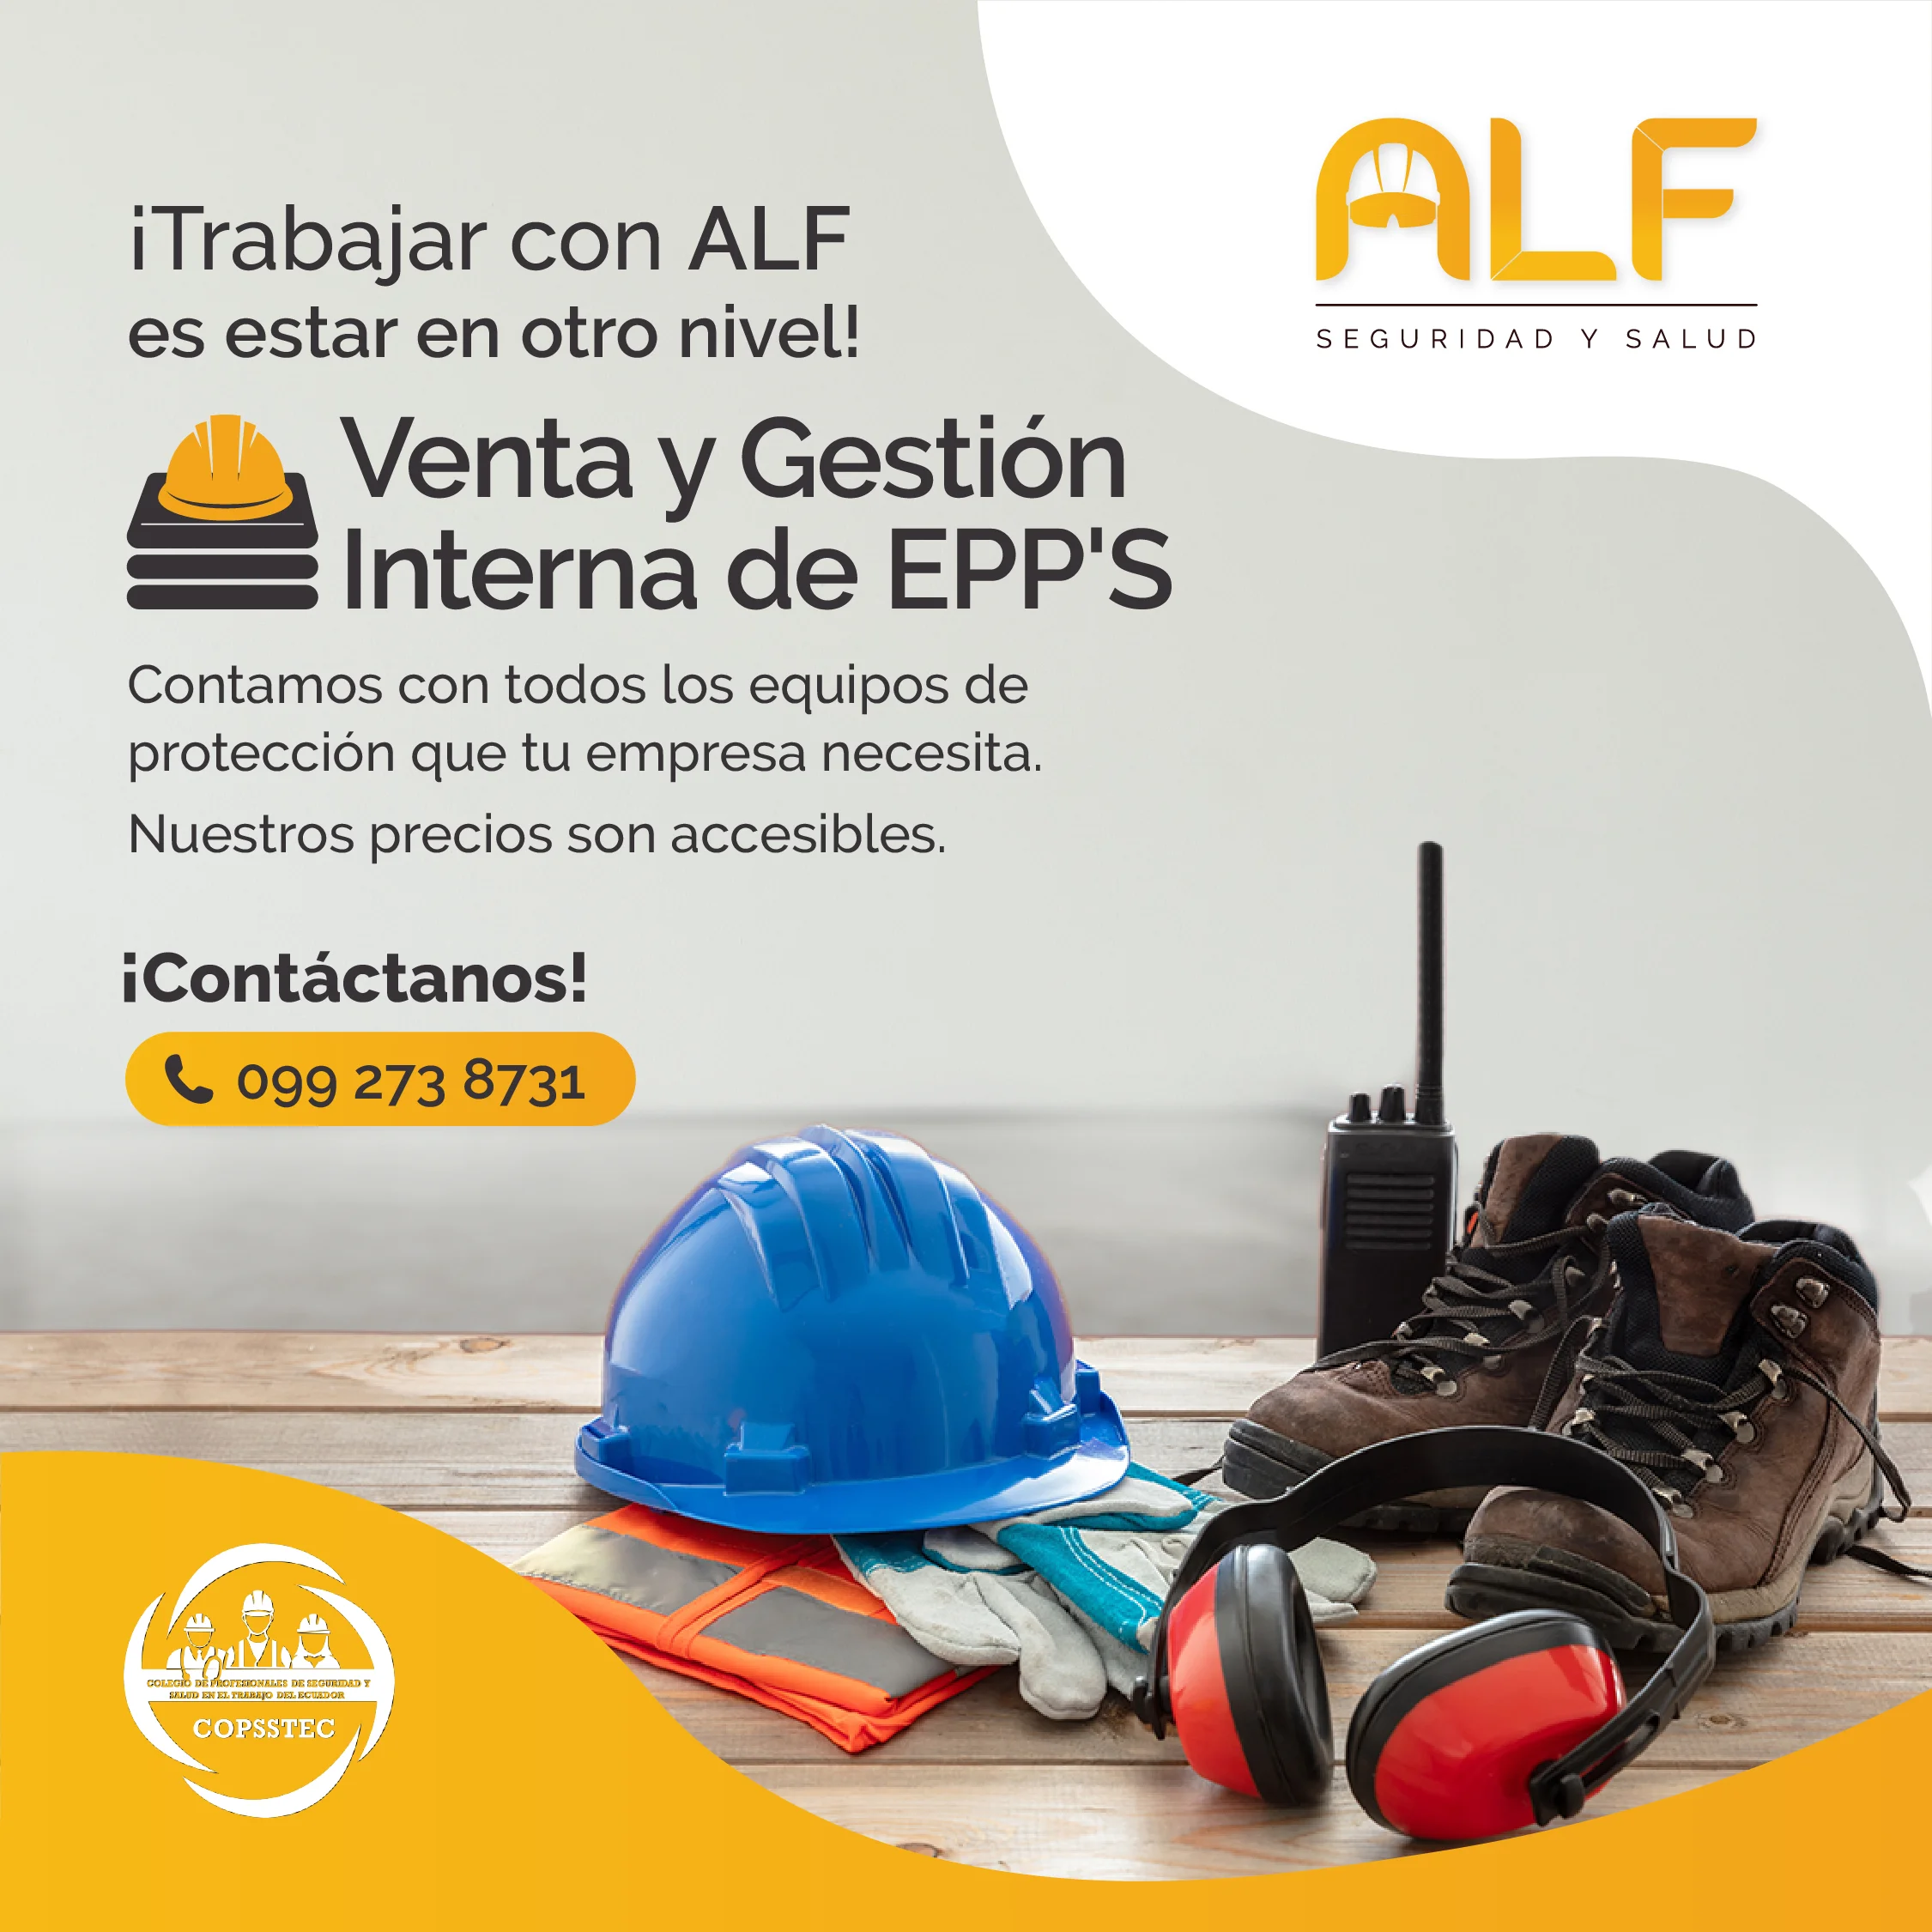 ¡Trabajar con ALF
es estar en otro nivel!
Venta y Gestión
Interna de EPP'S
Contamos con todos los equipos de
protección que tu empresa necesita.
Nuestros precios son accesibles.
¡Contáctanos!
099 273 8731
ALF
SEGURIDAD Y SALUD
COLEGIO DE PROFESIONALES DE SEGURIDAD Y
SALUD EN EL TRABAJO DEL ECUADOR
COPSSTEC